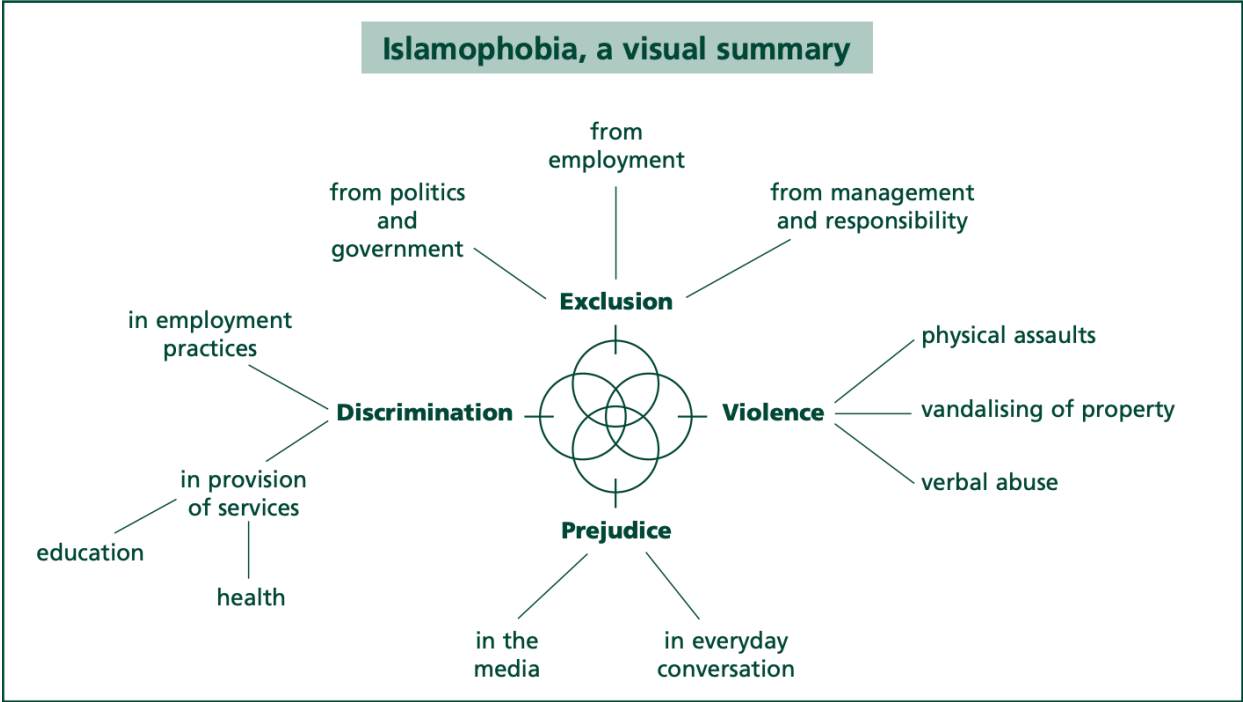 Islamophobia, a visual summary
from
employment
from politics
and
government
from management
and responsibility
Exclusion
in employment
practices
physical assaults
Discrimination
Violence
vandalising of property
in provision
of services
verbal abuse
education
health
Prejudice
in the
media
in everyday
conversation